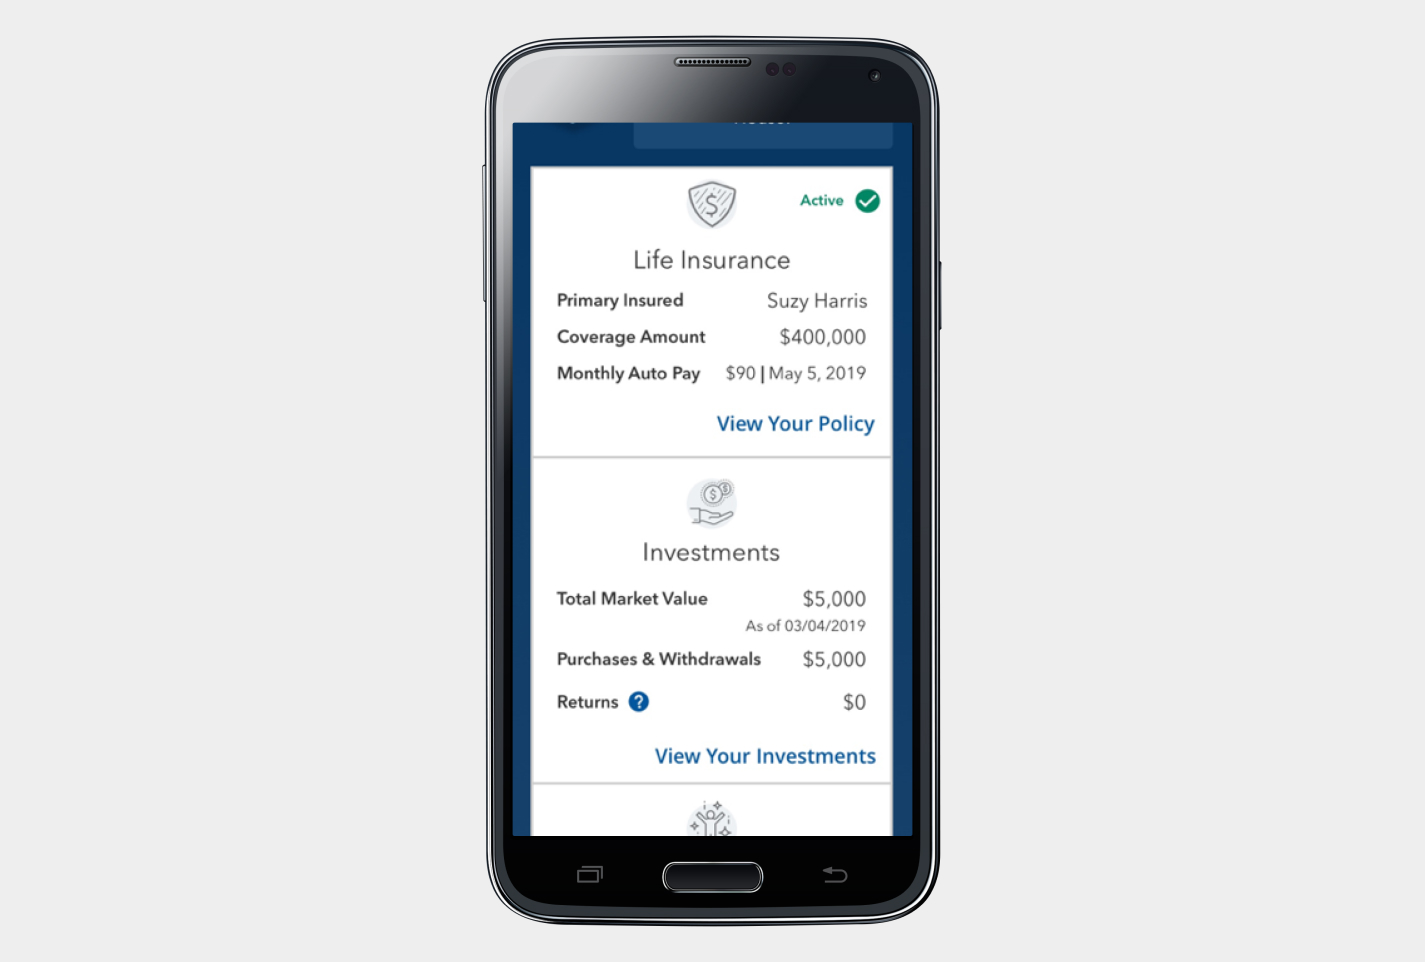 Active
Life Insurance
Primary Insured Suzy Harris
Coverage Amount $400,000
Monthly Auto Pay $90 | May 5, 2019
View Your Policy
Investments
Total Market Value $5,000
As of 03/04/2019
Purchases & Withdrawals $5,000
Returns ? $0
View Your Investments